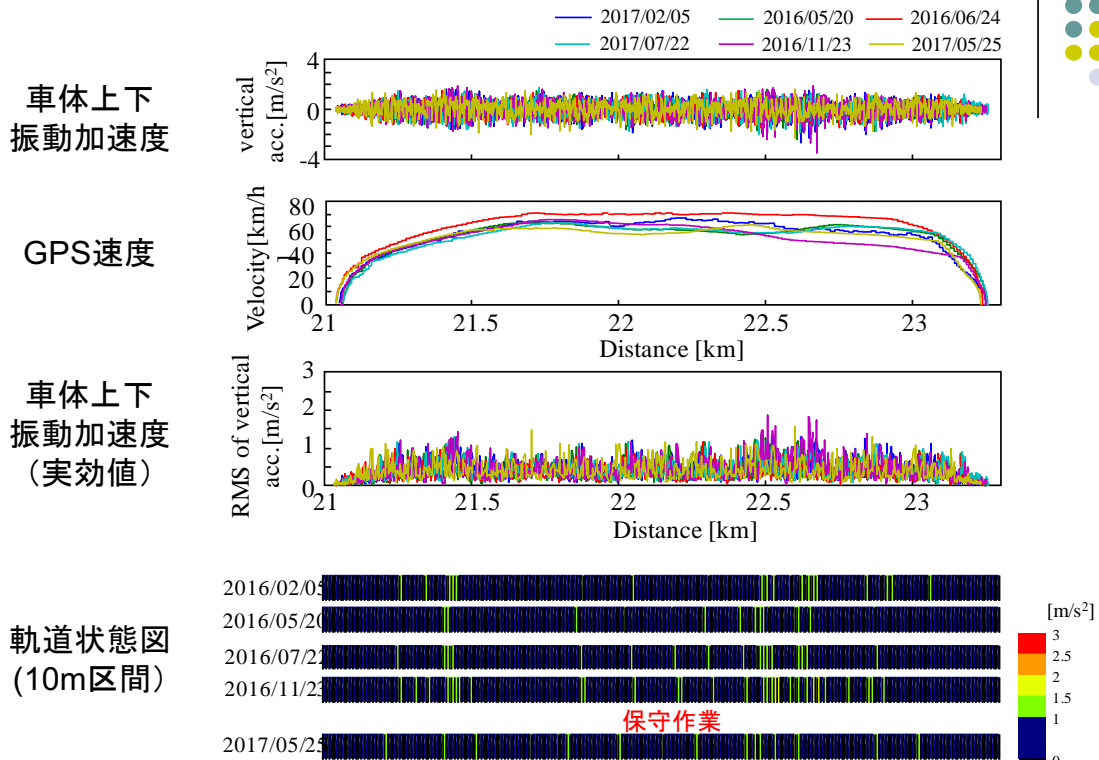 2017/02/05 2016/05/20 2016/06/24
2017/07/22 2016/11/23 2017/05/25
車体上下
振動加速度
vertical
acc.[m/s²]
4
0
-4
GPS速度
Velocity[km/h
80
60
40
20
0
21 21.5 22 22.5 23
Distance [km]
車体上下
振動加速度
(実効値)
RMS of vertical
acc.[m/s²]
3
2
1
0
21 21.5 22 22.5 23
Distance [km]
軌道状態図
(10m区間)
2016/02/05
2016/05/20
2016/07/22
2016/11/23
保守作業
2017/05/25
[m/s²]
3
2.5
2
1.5
1
0